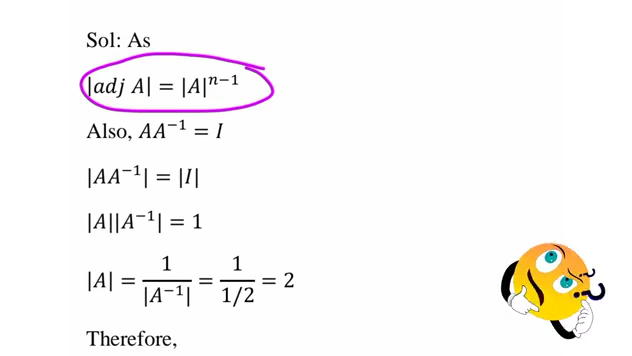 Sol: As
|adj A| = |A|ⁿ⁻¹
Also, AA⁻¹ = I
|AA⁻¹| = |I|
|A||A⁻¹| = 1
|A| = 1/|A⁻¹| = 1/1/2 = 2
Therefore,